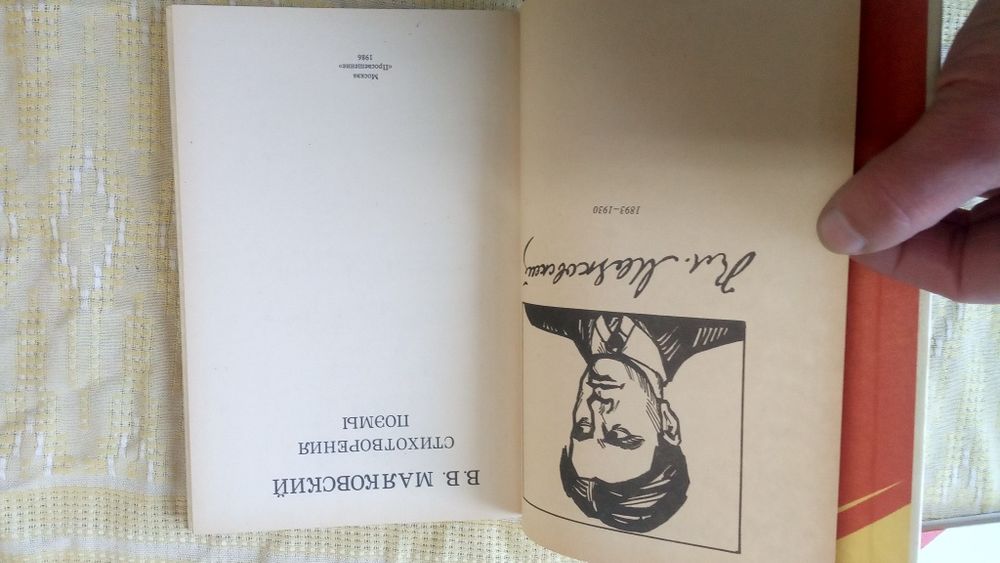 Вл. Маяковский
1893–1930
В.В. МАЯКОВСКИЙ
СТИХОТВОРЕНИЯ
ПОЭМЫ
Москва
«Просвещение»
1986